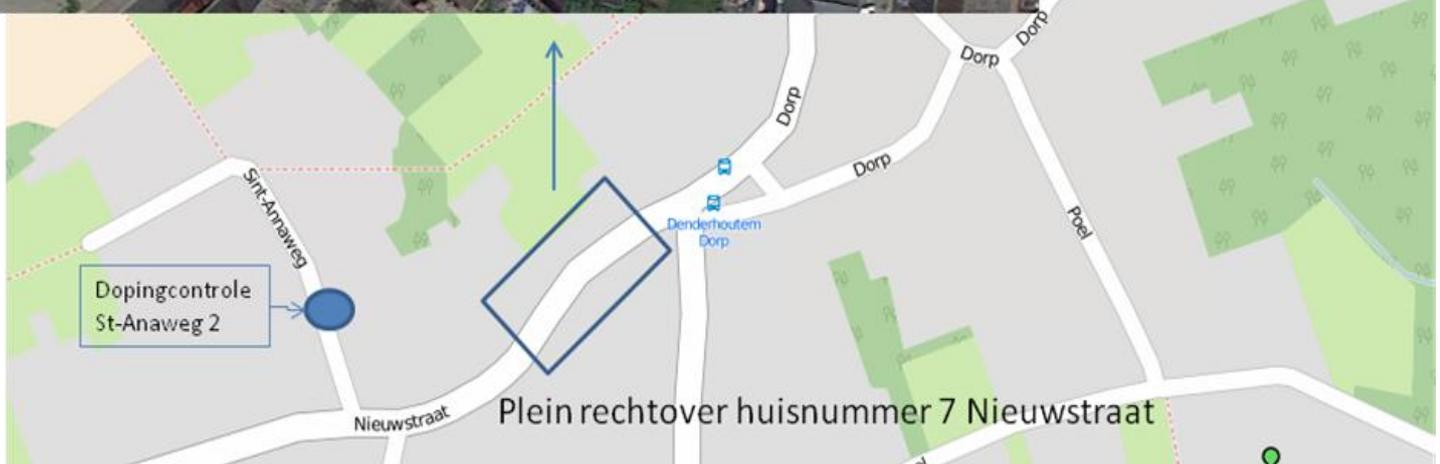 Dorp
Dorp
Dorp
Dorp
Sint-Annaweg
Denderhoutem
Dorp
Poel
Dopingcontrole
St-Anaweg 2
Nieuwstraat
Plein rechtover huisnummer 7 Nieuwstraat